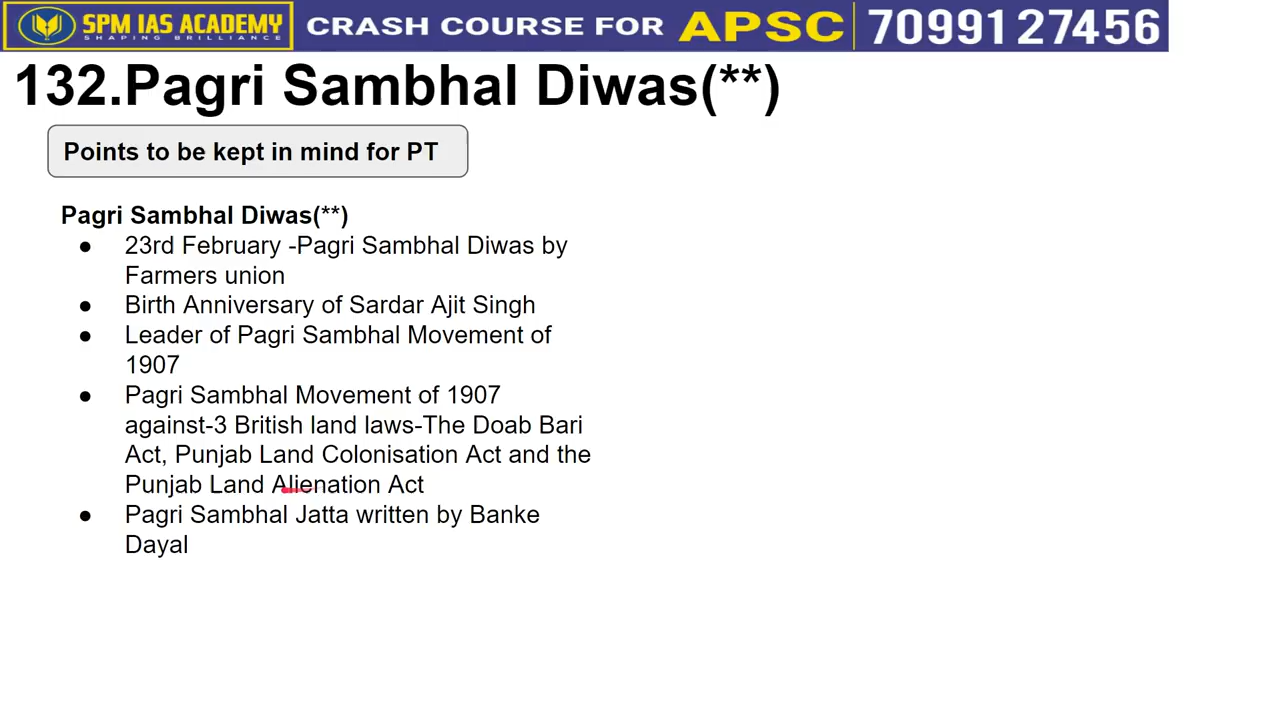 SPM IAS ACADEMY
SHAPING BRILLIANCE
CRASH COURSE FOR APSC 70991 27456
132.Pagri Sambhal Diwas(**)
Points to be kept in mind for PT
Pagri Sambhal Diwas(**)
● 23rd February -Pagri Sambhal Diwas by
Farmers union
● Birth Anniversary of Sardar Ajit Singh
● Leader of Pagri Sambhal Movement of
1907
● Pagri Sambhal Movement of 1907
against-3 British land laws-The Doab Bari
Act, Punjab Land Colonisation Act and the
Punjab Land Alienation Act
● Pagri Sambhal Jatta written by Banke
Dayal